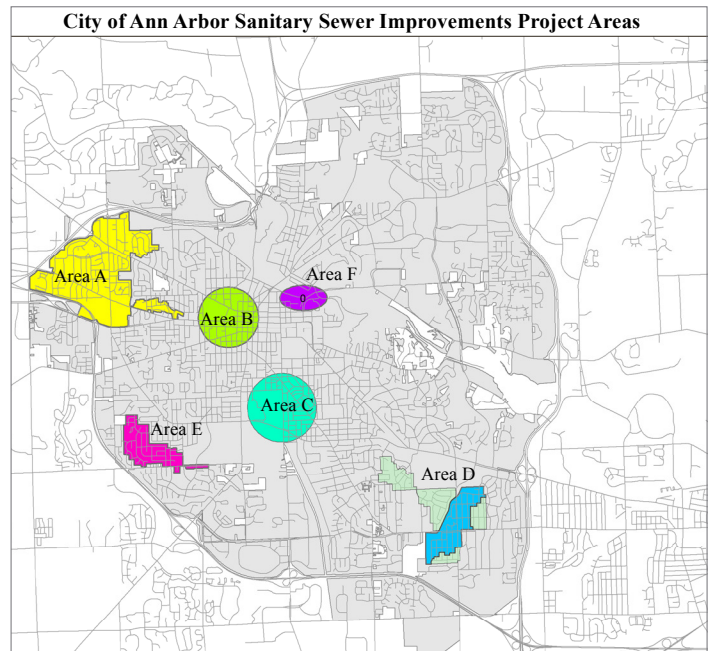 City of Ann Arbor Sanitary Sewer Improvements Project Areas
Area A
Area F
Area B
Area C
Area E
Area D